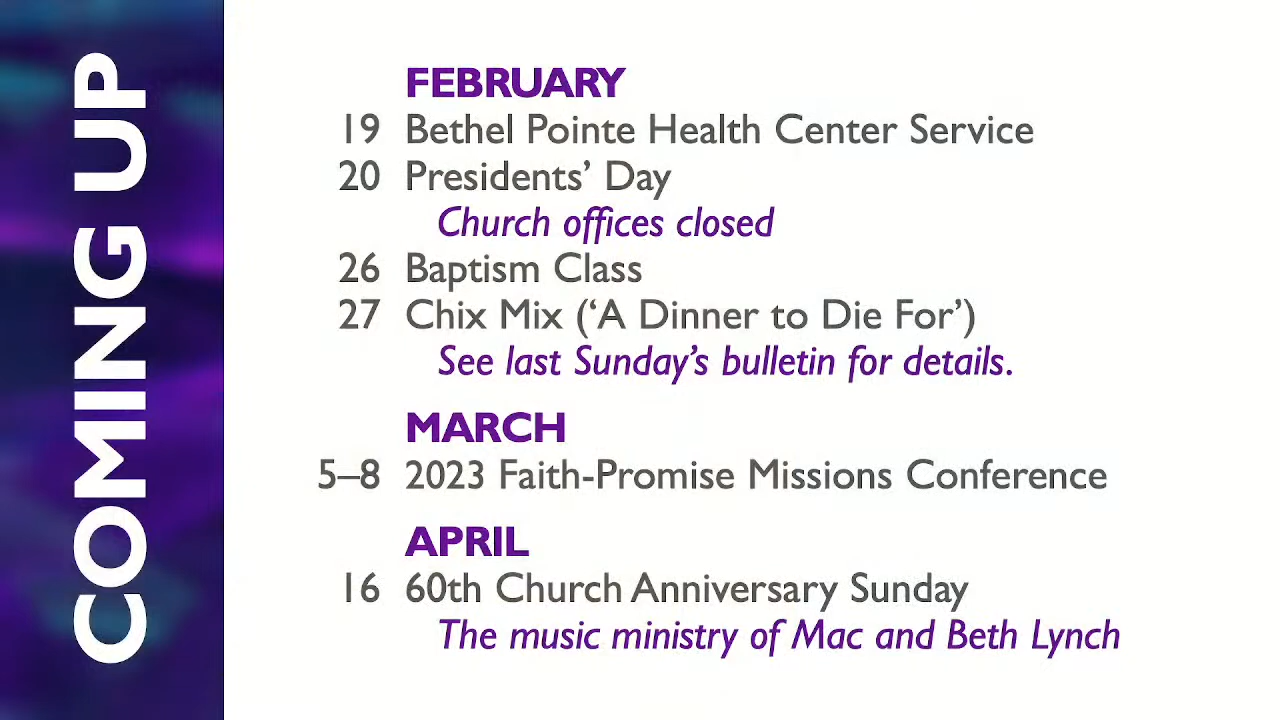 COMING UP
FEBRUARY
19 Bethel Pointe Health Center Service
20 Presidents’ Day
Church offices closed
26 Baptism Class
27 Chix Mix (‘A Dinner to Die For’)
See last Sunday’s bulletin for details.
MARCH
5–8 2023 Faith-Promise Missions Conference
APRIL
16 60th Church Anniversary Sunday
The music ministry of Mac and Beth Lynch